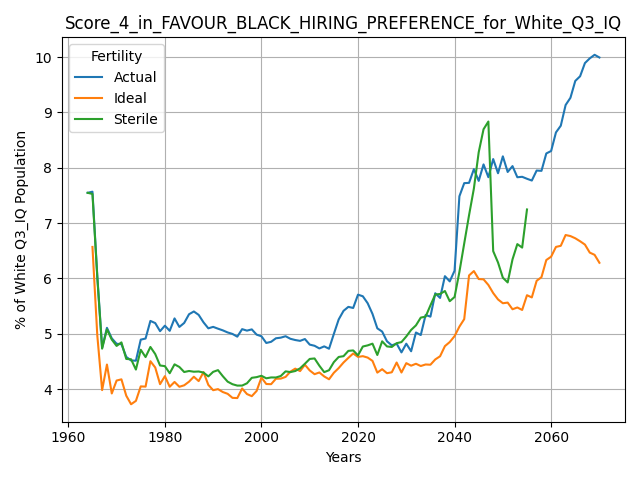 Score_4_in_FAVOUR_BLACK_HIRING_PREFERENCE_for_White_Q3_IQ
Fertility
Actual
Ideal
Sterile
% of White Q3_IQ Population
10
9
8
7
6
5
4
1960 1980 2000 2020 2040 2060
Years